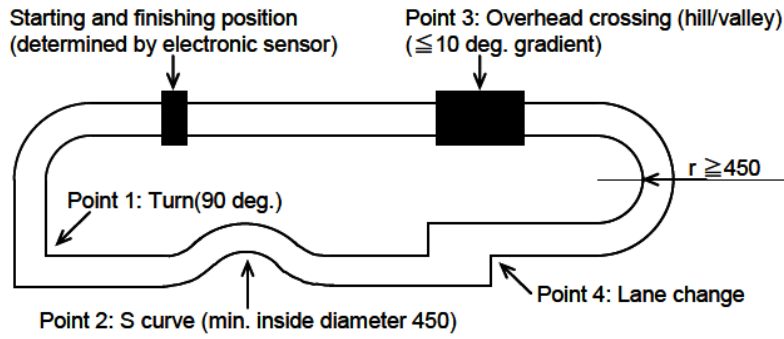 Starting and finishing position
(determined by electronic sensor)
Point 3: Overhead crossing (hill/valley)
(≦10 deg. gradient)
r ≧450
Point 1: Turn(90 deg.)
Point 4: Lane change
Point 2: S curve (min. inside diameter 450)